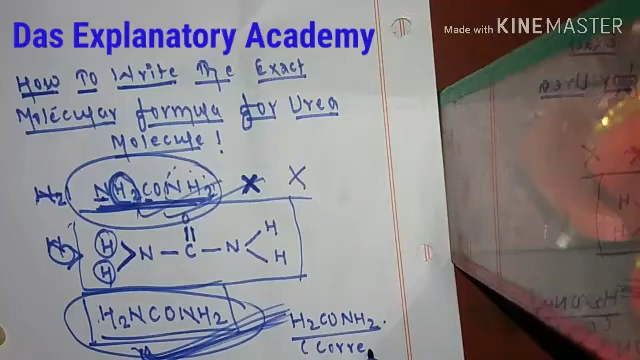 Das Explanatory Academy
Made with KINEMASTER
How To Write The Exact
Molecular formula for Urea
Molecule!
H2 NH2CONH2 X X
O
H H
N - C - N
H H
H2NCONH2
H2CONH2.
(Corre